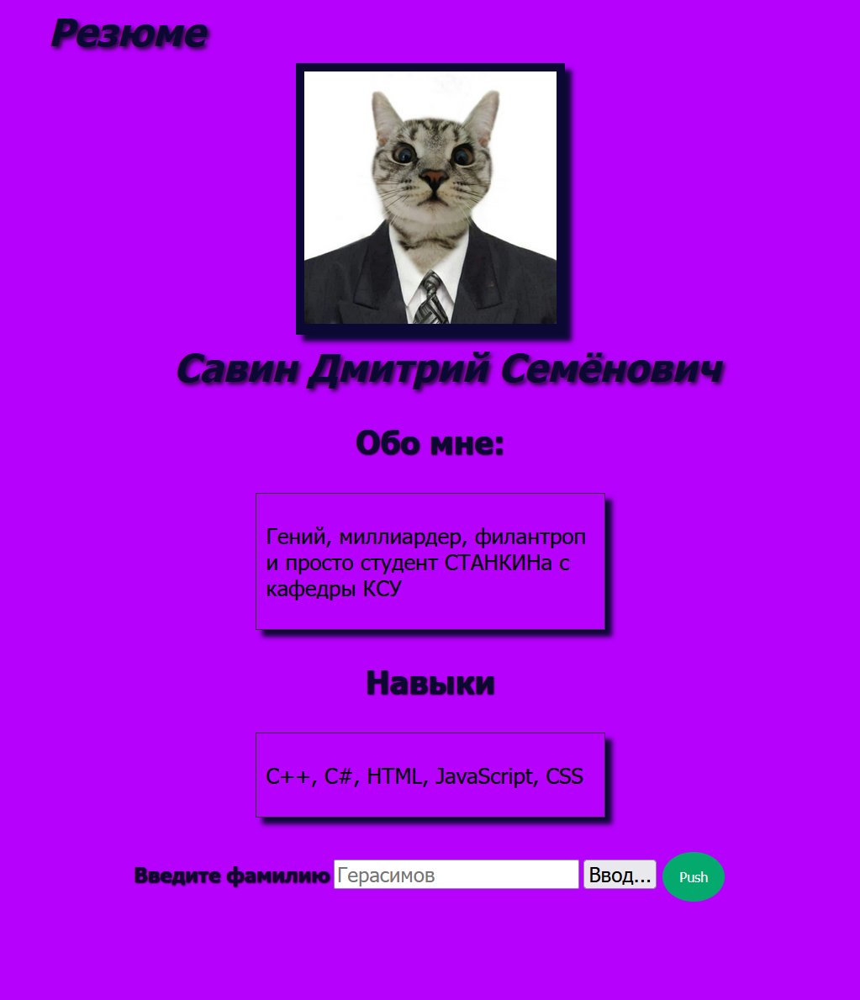 Резюме
Савин Дмитрий Семёнович
Обо мне:
Гений, миллиардер, филантроп
и просто студент СТАНКИНа с
кафедры КСУ
Навыки
C++, C#, HTML, JavaScript, CSS
Введите фамилию Герасимов Ввод... Push